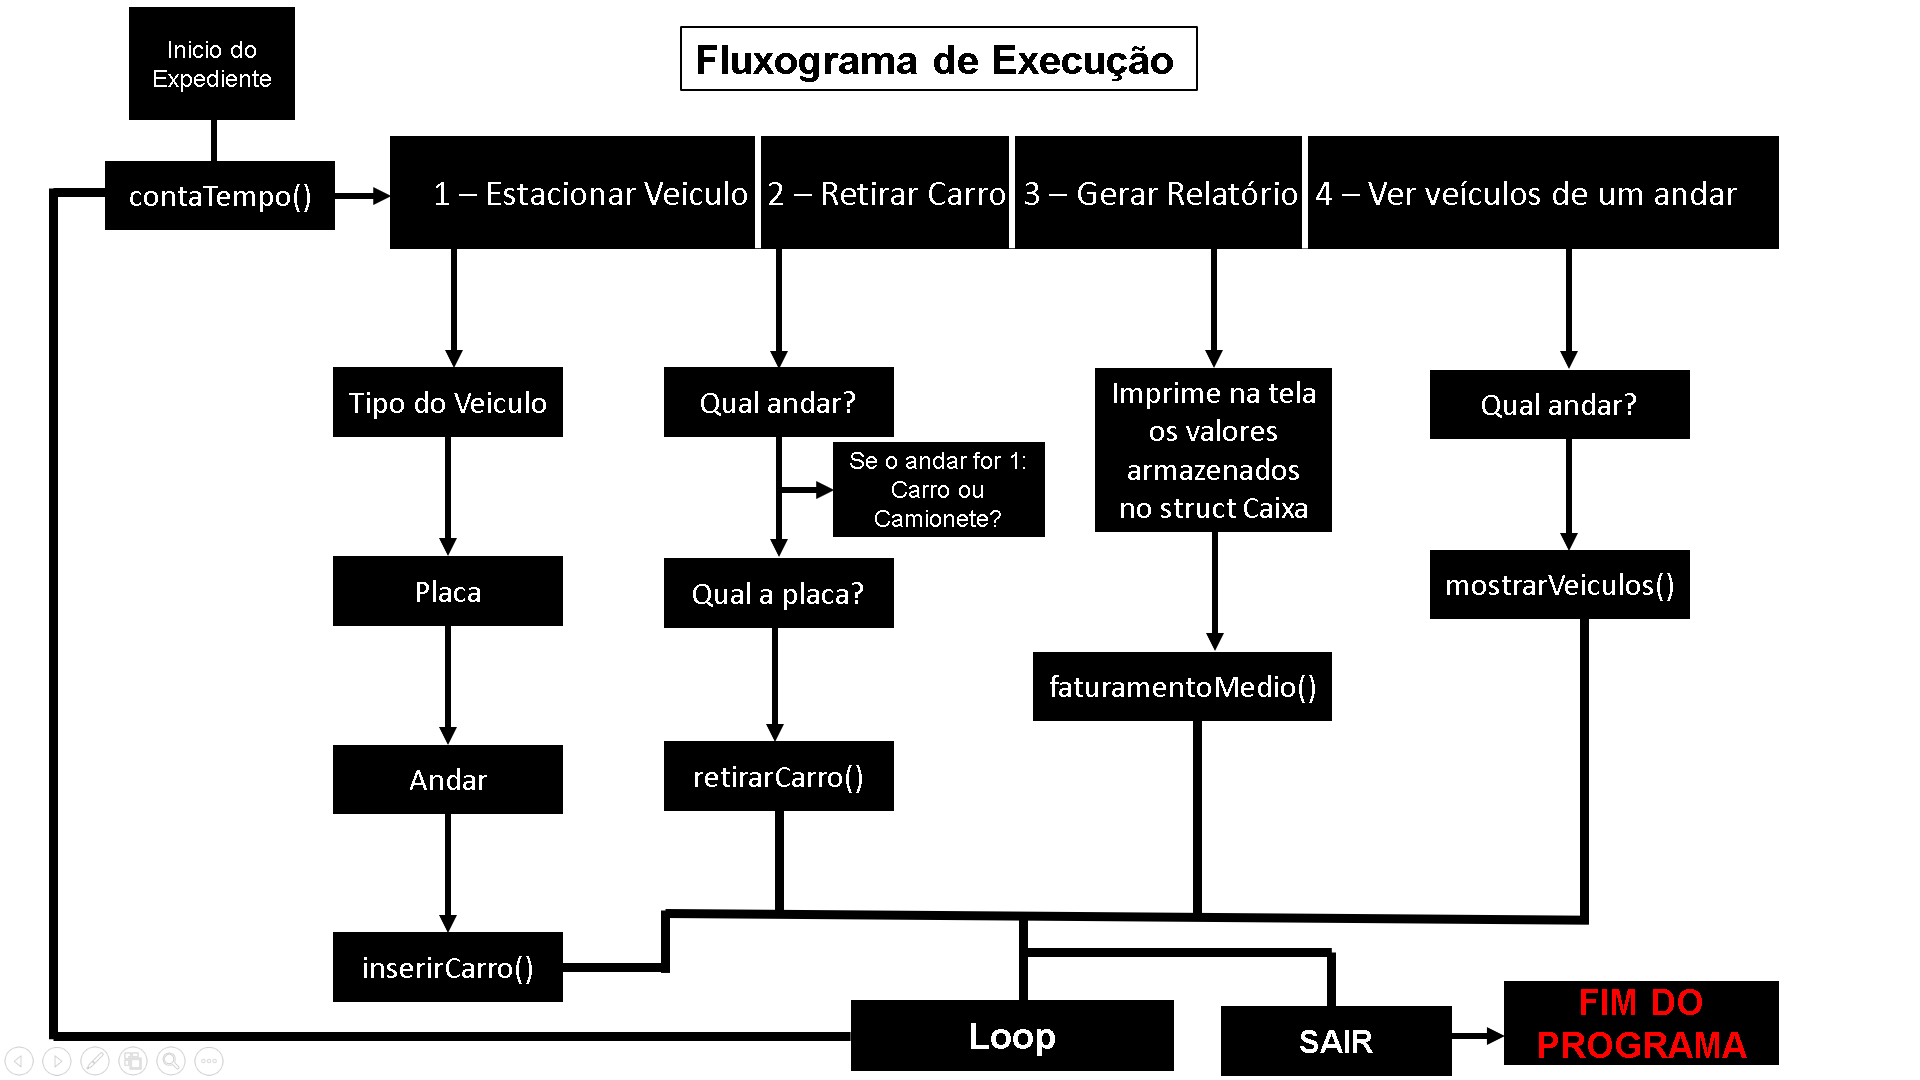 Inicio do
Expediente
Fluxograma de Execução
contaTempo()
1 – Estacionar Veiculo
2 – Retirar Carro
3 – Gerar Relatório
4 – Ver veículos de um andar
Tipo do Veiculo
Placa
Andar
inserirCarro()
Qual andar?
Se o andar for 1:
Carro ou
Camionete?
Qual a placa?
retirarCarro()
Imprime na tela
os valores
armazenados
no struct Caixa
faturamentoMedio()
Qual andar?
mostrarVeiculos()
Loop
SAIR
FIM DO
PROGRAMA